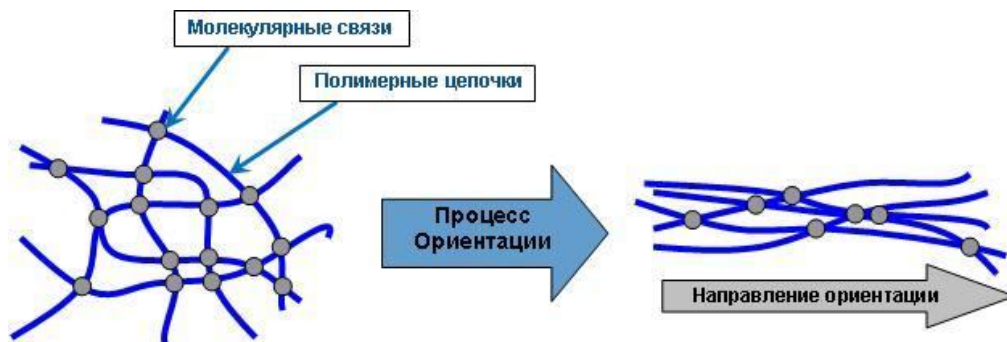 Молекулярные связи
Полимерные цепочки
Процесс
Ориентации
Направление ориентации